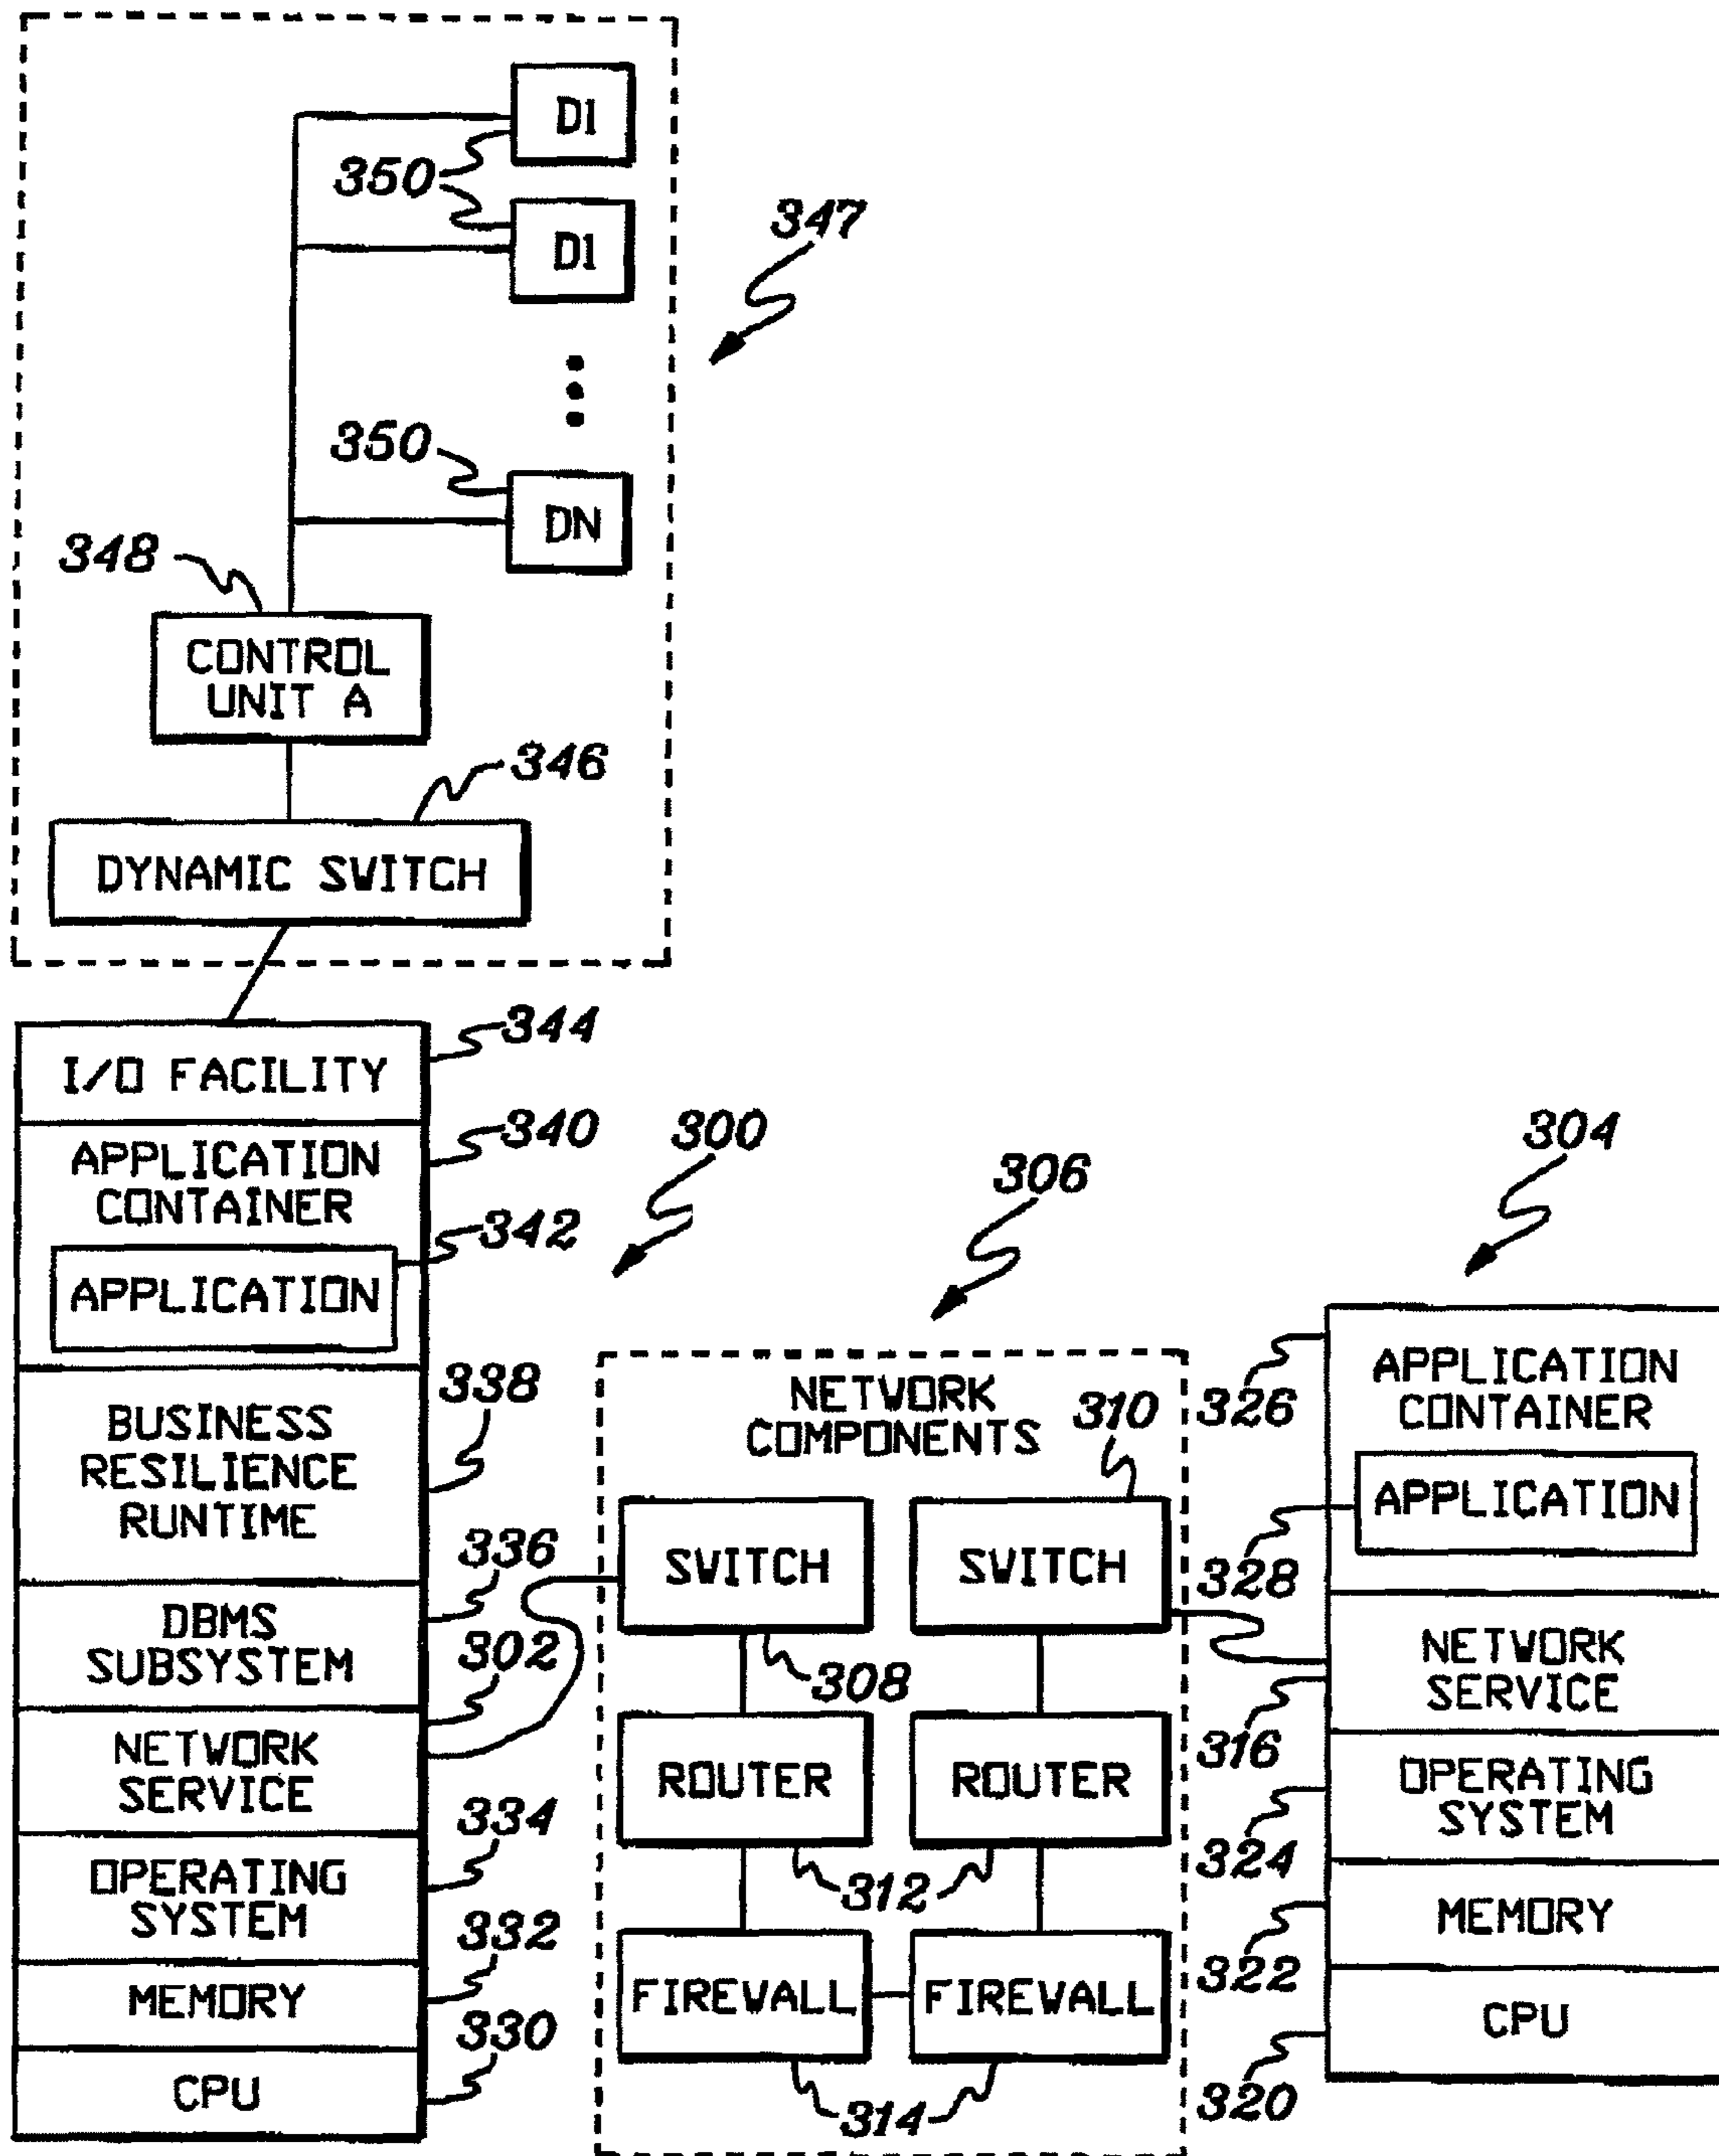 D1
350
D1
347
350
DN
348
CONTROL
UNIT A
346
DYNAMIC SWITCH
344
I/O FACILITY
340
APPLICATION
CONTAINER
342
APPLICATION
338
BUSINESS
RESILIENCE
RUNTIME
336
DBMS
SUBSYSTEM
302
NETWORK
SERVICE
334
OPERATING
SYSTEM
332
MEMORY
330
CPU
300
306
NETWORK
COMPONENTS
310
SWITCH
SWITCH
308
ROUTER
ROUTER
312
FIREWALL
FIREWALL
314
304
326
APPLICATION
CONTAINER
328
APPLICATION
NETWORK
SERVICE
316
OPERATING
SYSTEM
324
MEMORY
322
CPU
320